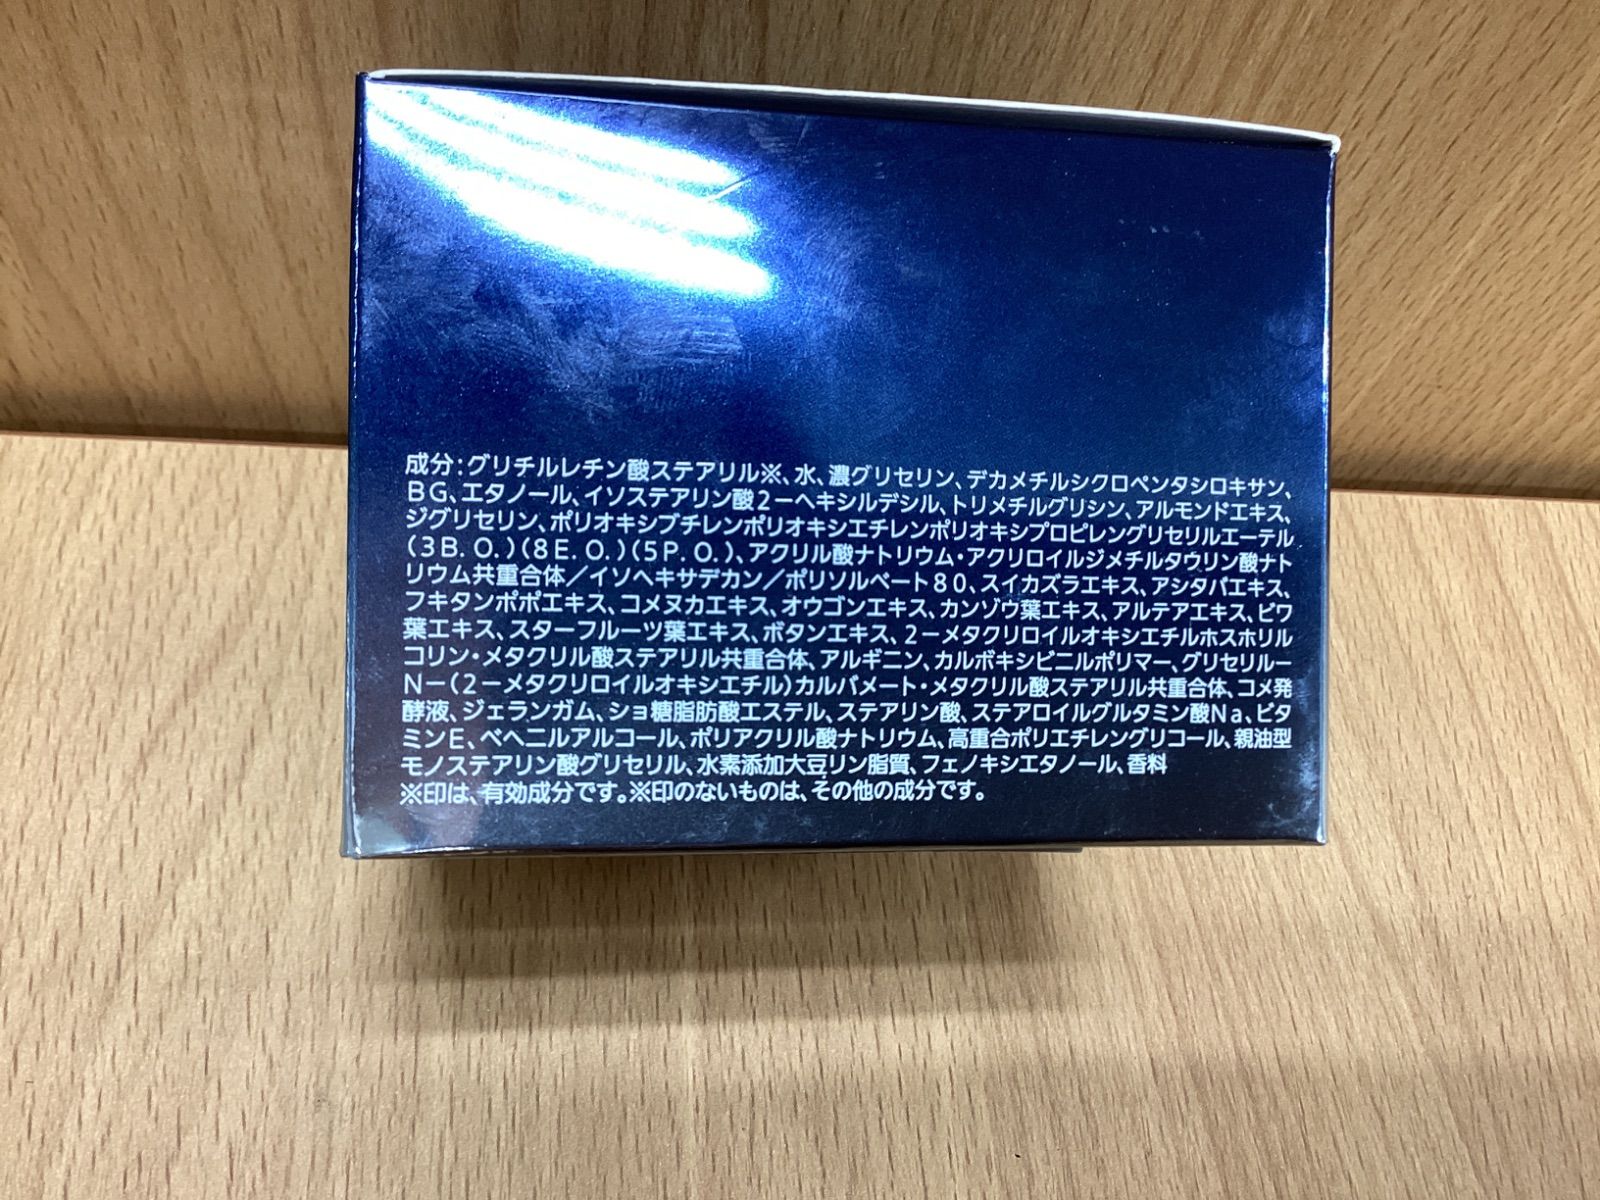 成分:グリチルレチン酸ステアリル※、水、濃グリセリン、デカメチルシクロペンタシロキサン、
BG、エタノール、イソステアリン酸2-ヘキシルデシル、トリメチルグリシン、アルモンドエキス、
ジグリセリン、ポリオキシブチレンポリオキシエチレンポリオキシプロピレングリセリルエーテル
(3B.O.)(8E.O.)(5P.O.)、アクリル酸ナトリウム・アクリロイルジメチルタウリン酸ナト
リウム共重合体/イソヘキサデカン/ポリソルベート80、スイカズラエキス、アシタバエキス、
フキタンポポエキス、コメヌカエキス、オウゴンエキス、カンゾウ葉エキス、アルテアエキス、ビワ
葉エキス、スターフルーツ葉エキス、ボタンエキス、2-メタクリロイルオキシエチルホスホリル
コリン・メタクリル酸ステアリル共重合体、アルギニン、カルボキシビニルポリマー、グリセリル-
N-(2-メタクリロイルオキシエチル)カルバメート・メタクリル酸ステアリル共重合体、コメ発
酵液、ジェランガム、ショ糖脂肪酸エステル、ステアリン酸、ステアロイルグルタミン酸Na、ビタ
ミンE、ベヘニルアルコール、ポリアクリル酸ナトリウム、高重合ポリエチレングリコール、親油型
モノステアリン酸グリセリル、水素添加大豆リン脂質、フェノキシエタノール、香料
※印は、有効成分です。※印のないものは、その他の成分です。